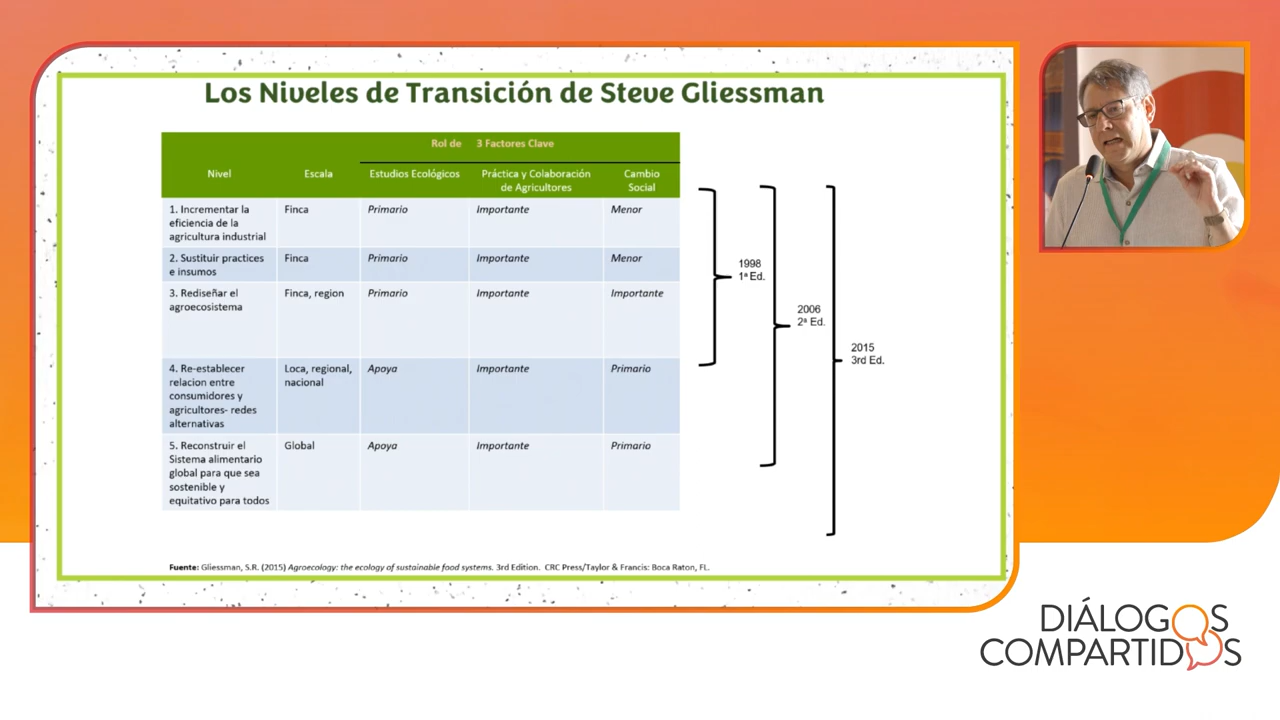 Los Niveles de Transición de Steve Gliessman
Rol de 3 Factores Clave
Nivel
Escala
Estudios Ecológicos
Práctica y Colaboración
de Agricultores
Cambio
Social
1. Incrementar la
eficiencia de la
agricultura industrial
Finca
Primario
Importante
Menor
2. Sustituir practices
e insumos
Finca
Primario
Importante
Menor
3. Rediseñar el
agroecosistema
Finca, region
Primario
Importante
Importante
4. Re-establecer
relacion entre
consumidores y
agricultores- redes
alternativas
Loca, regional,
nacional
Apoya
Importante
Primario
5. Reconstruir el
Sistema alimentario
global para que sea
sostenible y
equitativo para todos
Global
Apoya
Importante
Primario
1998
1ª Ed.
2006
2ª Ed.
2015
3rd Ed.
Fuente: Gliessman, S.R. (2015) Agroecology: the ecology of sustainable food systems. 3rd Edition. CRC Press/Taylor & Francis: Boca Raton, FL.
DIÁLOGOS
COMPARTIDOS